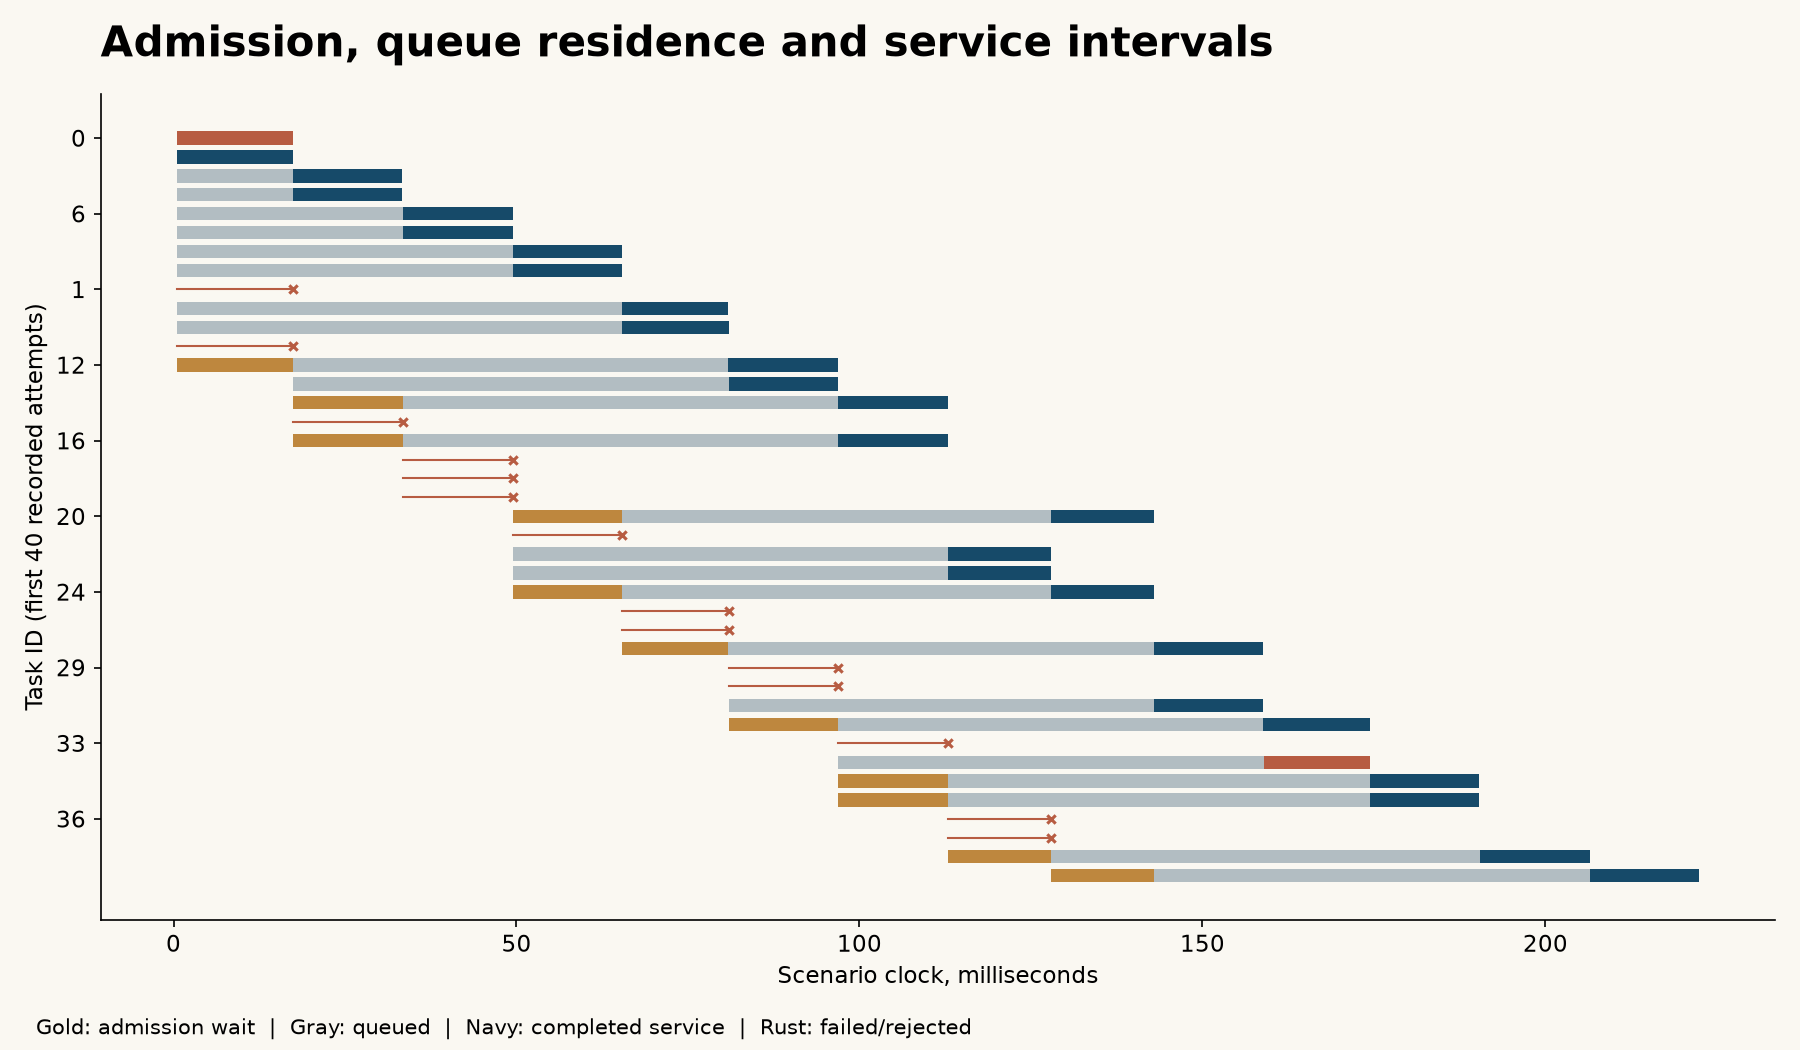 Admission, queue residence and service intervals
Task ID (first 40 recorded attempts)
0
6
1
12
16
20
24
29
33
36
0 50 100 150 200
Scenario clock, milliseconds
Gold: admission wait | Gray: queued | Navy: completed service | Rust: failed/rejected